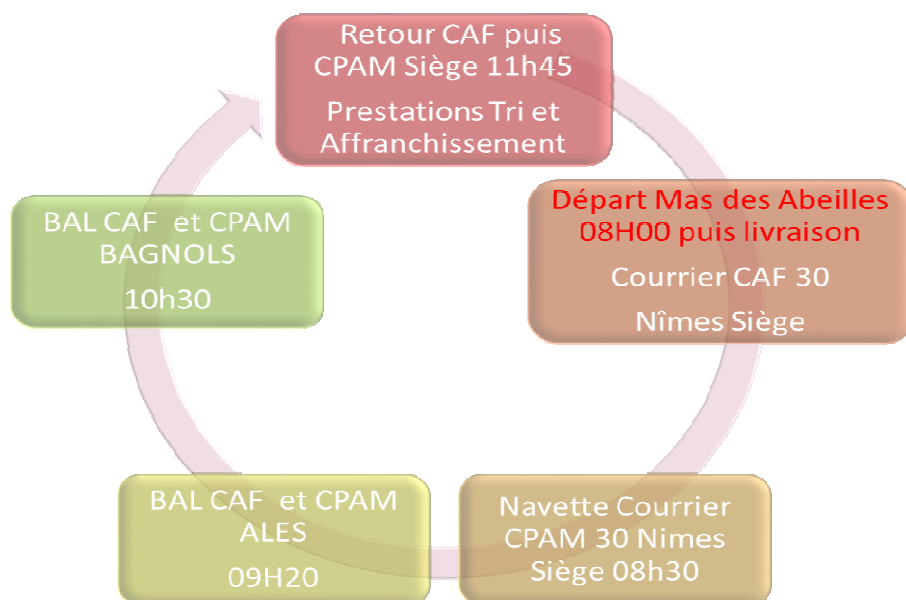 Retour CAF puis
CPAM Siège 11h45
Prestations Tri et
Affranchissement
Départ Mas des Abeilles
08H00 puis livraison
Courrier CAF 30
Nîmes Siège
Navette Courrier
CPAM 30 Nimes
Siège 08h30
BAL CAF et CPAM
ALES
09H20
BAL CAF et CPAM
BAGNOLS
10h30